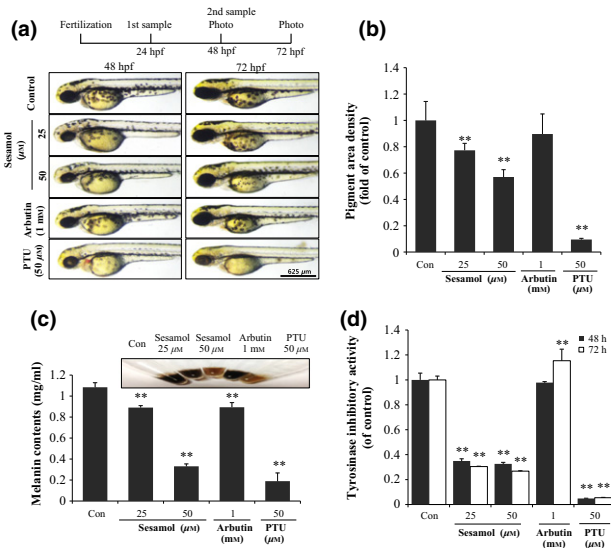 (a)
2nd sample
Fertilization 1st sample Photo Photo
24 hpf 48 hpf 72 hpf
48 hpf 72 hpf
Control
Sesamol (μM)
25
50
Arbutin (1 mM)
PTU (50 μM)
625 μm
(b)
Pigment area density
(fold of control)
1.4
1.2
1
0.8
0.6
0.4
0.2
0
** ** **
Con 25 50 1 50
Sesamol (μM) Arbutin (mM) PTU (μM)
(c)
Con Sesamol 25 μM Sesamol 50 μM Arbutin 1 mM PTU 50 μM
Melanin contents (mg/ml)
1.2
1
0.8
0.6
0.4
0.2
0
** ** ** **
Con 25 50 1 50
Sesamol (μM) Arbutin (mM) PTU (μM)
(d)
48 h
72 h
Tyrosinase inhibitory activity
(of control)
1.4
1.2
1
0.8
0.6
0.4
0.2
0
** ** ** ** ** ** **
Con 25 50 1 50
Sesamol (μM) Arbutin (mM) PTU (μM)